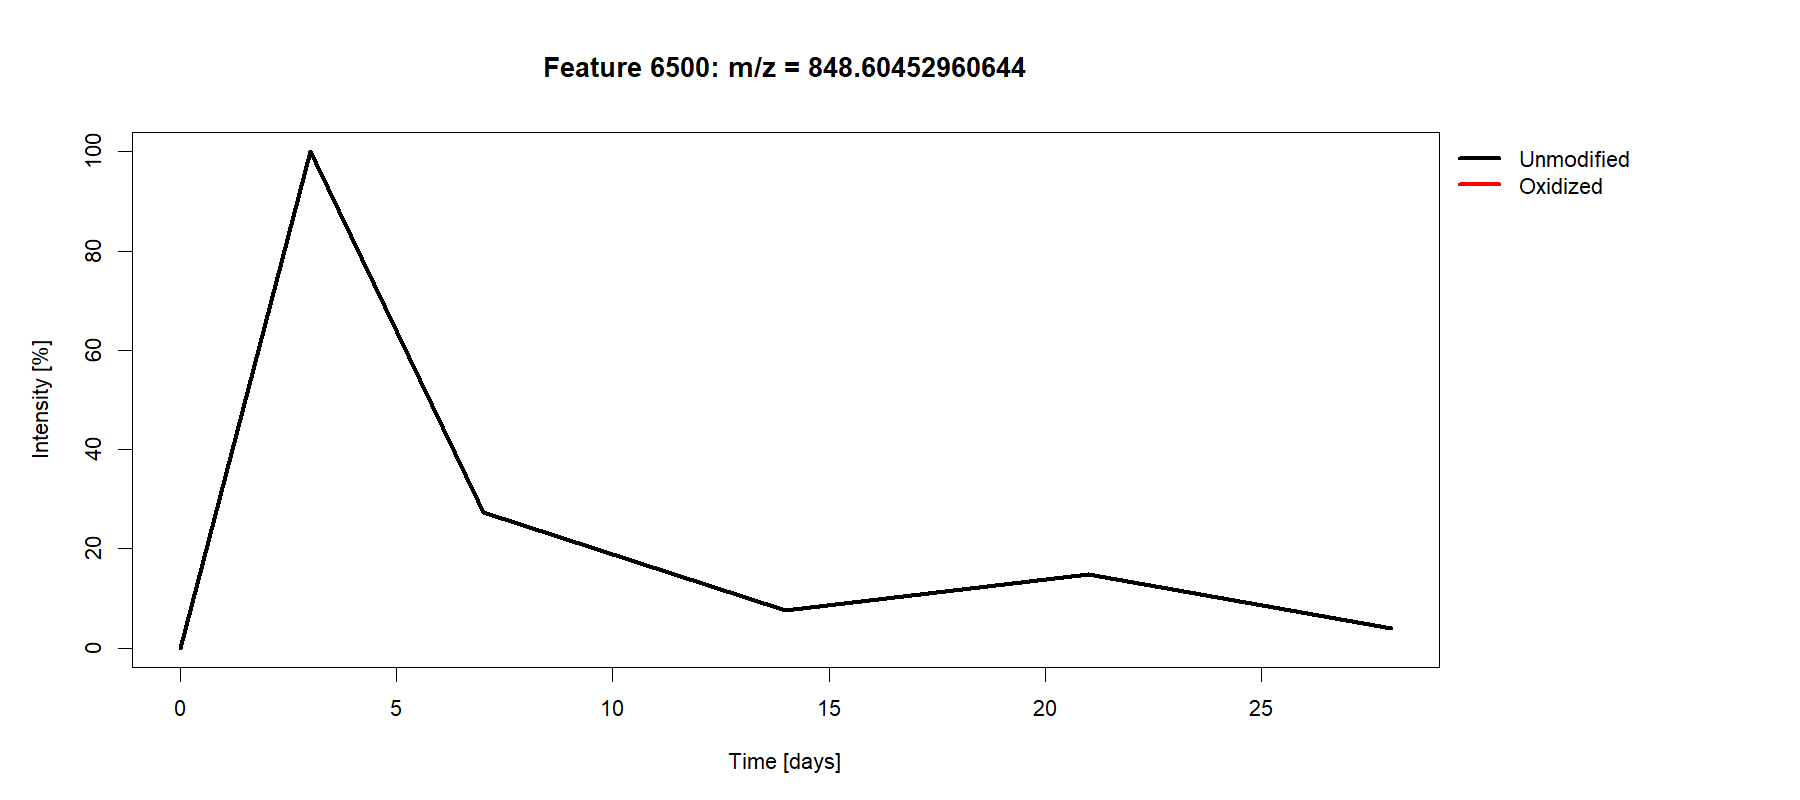 Feature 6500: m/z = 848.60452960644
Unmodified
Oxidized
Intensity [%]
100
80
60
40
20
0
0 5 10 15 20 25
Time [days]